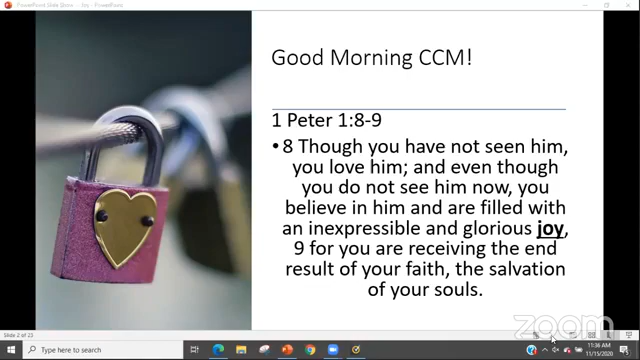 PowerPoint Slide Show - Joy - PowerPoint
Good Morning CCM!
1 Peter 1:8-9
•8 Though you have not seen him,
you love him; and even though
you do not see him now, you
believe in him and are filled with
an inexpressible and glorious joy,
9 for you are receiving the end
result of your faith, the salvation
of your souls.
Slide 2 of 23
zoom
Type here to search
11:36 AM
11/15/2020